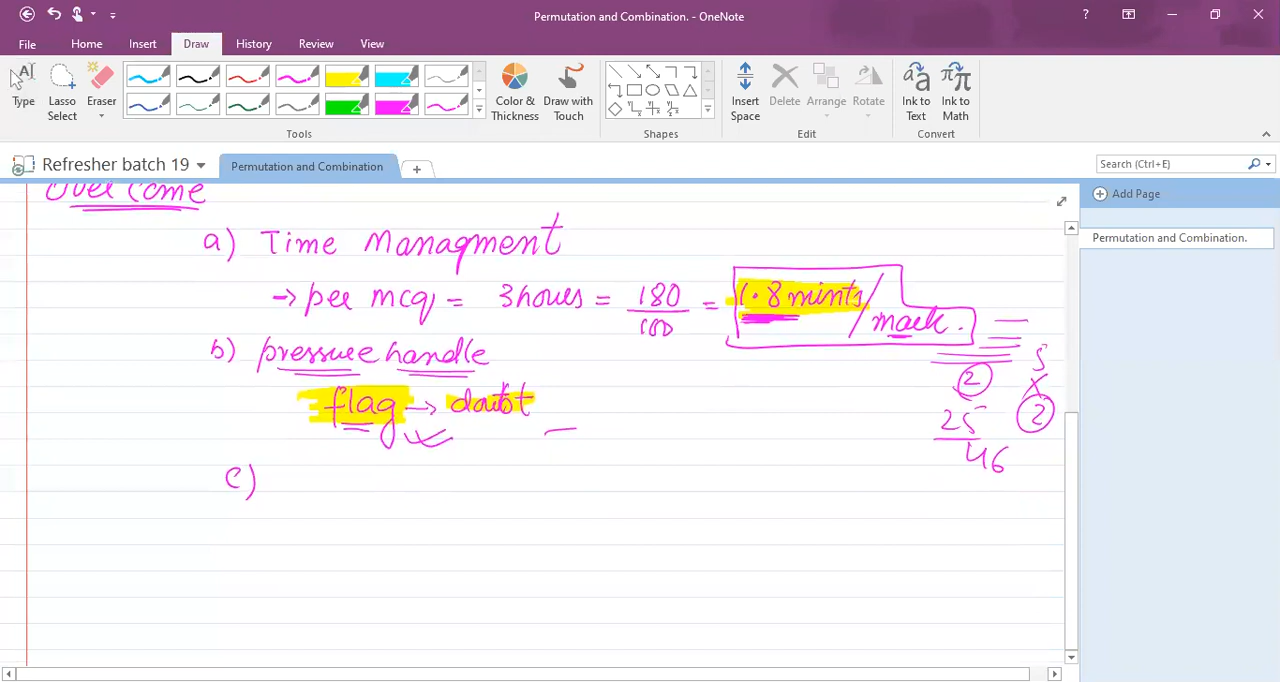 Permutation and Combination. - OneNote
?
File Home Insert Draw History Review View
Type Lasso Select Eraser Color & Thickness Draw with Touch Insert Space Delete Arrange Rotate Ink to Text Ink to Math
Tools Shapes Edit Convert
Refresher batch 19 Permutation and Combination Search (Ctrl+E)
Add Page
Permutation and Combination.
Over Come
a) Time Managment
→ per mcq = 3 hours = 180/100 = 1.8 mints/mark.
b) pressure handle
flag → doubt
c)
5
×
2
2
25
46